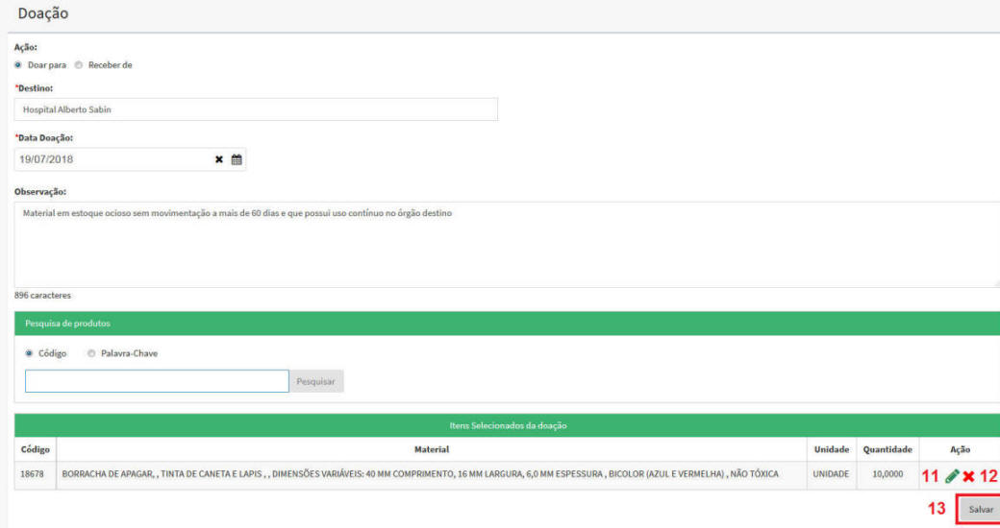 Doação
Ação:
Doar para Receber de
*Destino:
Hospital Alberto Sabin
*Data Doação:
19/07/2018
Observação:
Material em estoque ocioso sem movimentação a mais de 60 dias e que possui uso contínuo no órgão destino
896 caracteres
Pesquisa de produtos
Código Palavra-Chave
Pesquisar
Itens Selecionados da doação
Código Material Unidade Quantidade Ação
18678 BORRACHA DE APAGAR, , TINTA DE CANETA E LAPIS , , DIMENSÕES VARIÁVEIS: 40 MM COMPRIMENTO, 16 MM LARGURA, 6,0 MM ESPESSURA , BICOLOR (AZUL E VERMELHA) , NÃO TÓXICA UNIDADE 10,0000 11 12
13 Salvar